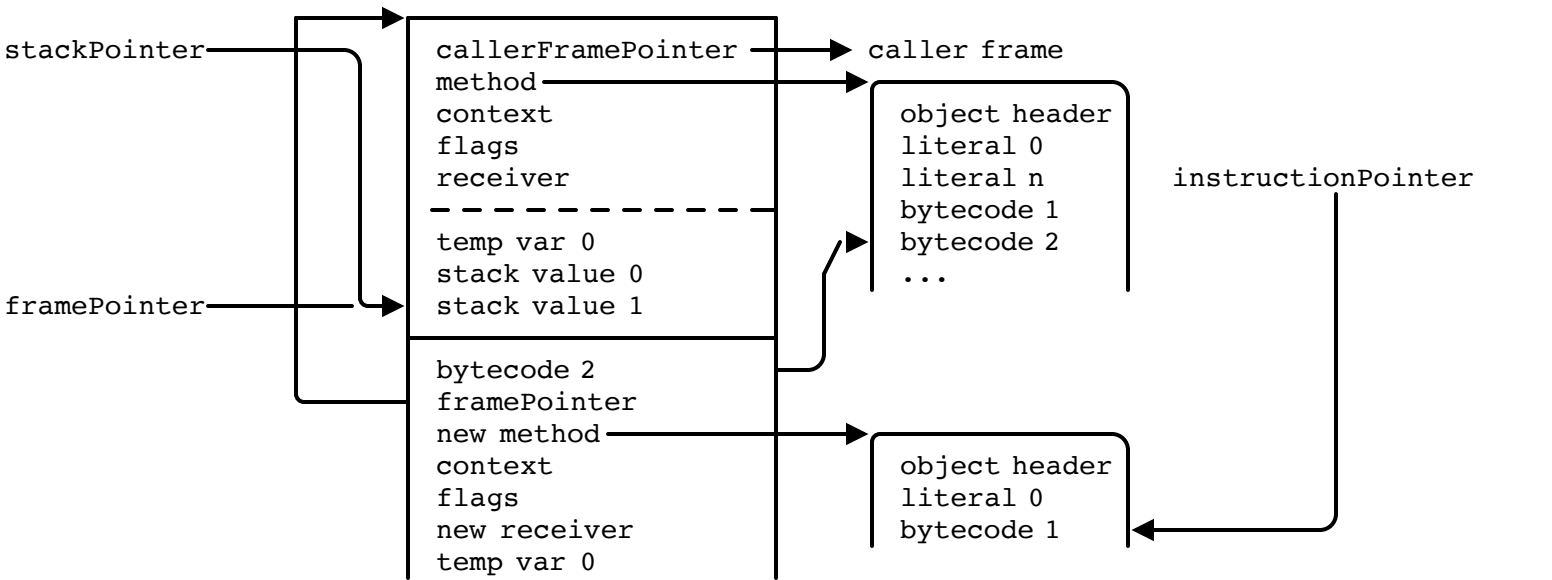 stackPointer
callerFramePointer
caller frame
method
context
flags
receiver
object header
literal 0
literal n
bytecode 1
bytecode 2
...
instructionPointer
temp var 0
stack value 0
stack value 1
framePointer
bytecode 2
framePointer
new method
context
flags
new receiver
temp var 0
object header
literal 0
bytecode 1